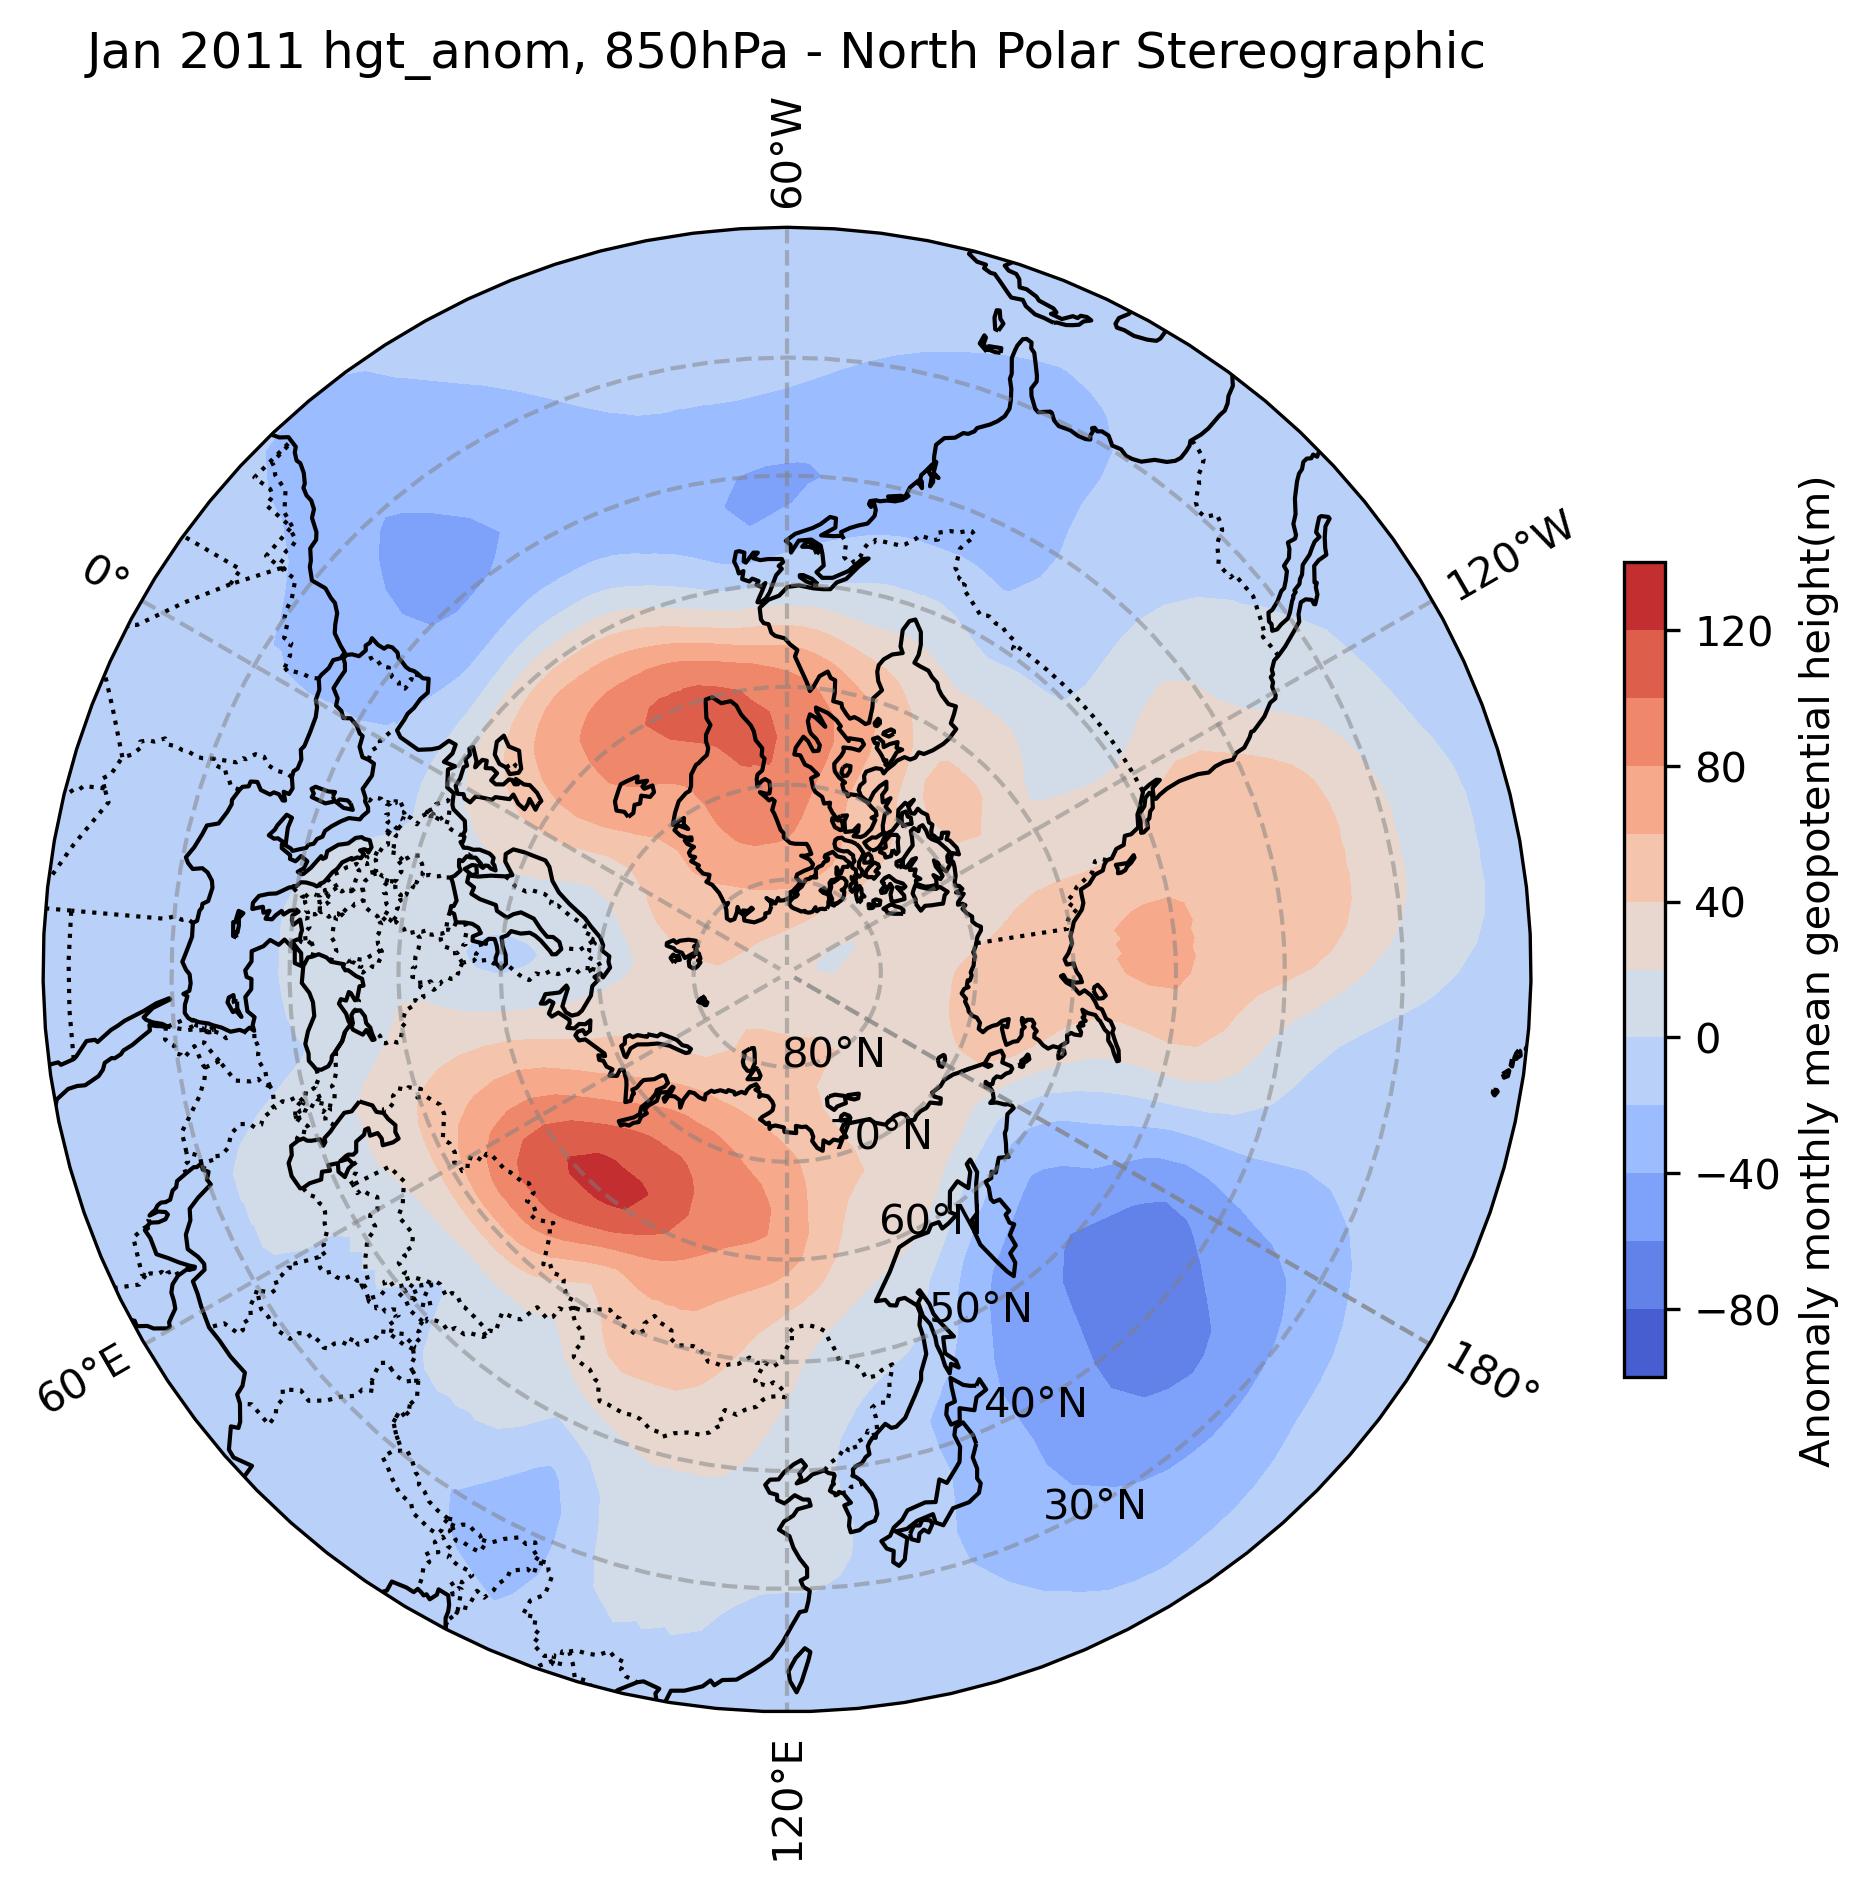 Jan 2011 hgt_anom, 850hPa - North Polar Stereographic
60°W
0°
120°W
120
80
40
0
−40
−80
Anomaly monthly mean geopotential height(m)
80°N
70°N
60°N
50°N
40°N
30°N
60°E
180°
120°E